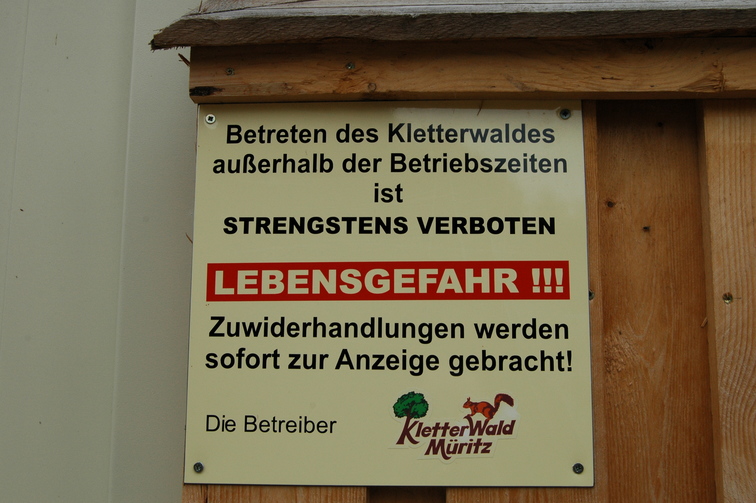 Betreten des Kletterwaldes
außerhalb der Betriebszeiten
ist
STRENGSTENS VERBOTEN
LEBENSGEFAHR !!!
Zuwiderhandlungen werden
sofort zur Anzeige gebracht!
Die Betreiber
KletterWald
Müritz